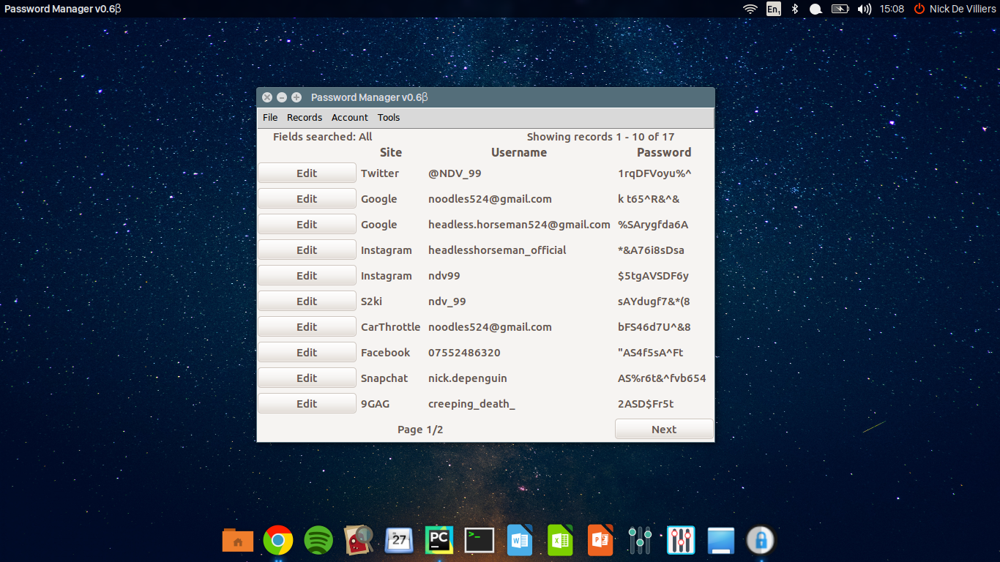 Password Manager v0.6β
En1 15:08 Nick De Villiers
Password Manager v0.6β
File Records Account Tools
Fields searched: All Showing records 1 - 10 of 17
Site Username Password
Edit Twitter @NDV_99 1rqDFVoyu%^
Edit Google noodles524@gmail.com k t65^R&^&
Edit Google headless.horseman524@gmail.com %SArygfda6A
Edit Instagram headlesshorseman_official *&A76i8sDsa
Edit Instagram ndv99 $5tgAVSDF6y
Edit S2ki ndv_99 sAYdugf7&*(8
Edit CarThrottle noodles524@gmail.com bFS46d7U^&8
Edit Facebook 07552486320 "AS4f5sA^Ft
Edit Snapchat nick.depenguin AS%r6t&^fvb654
Edit 9GAG creeping_death_ 2ASD$Fr5t
Page 1/2 Next
27 PC >_ W X P